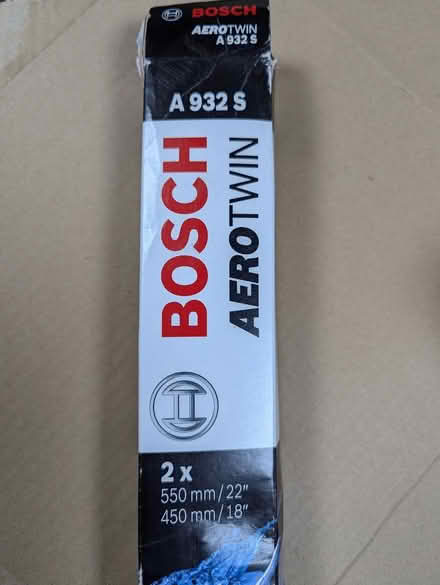 BOSCH
AEROTWIN
A 932 S
A 932 S
BOSCH
AEROTWIN
2 x
550 mm/22"
450 mm/18"